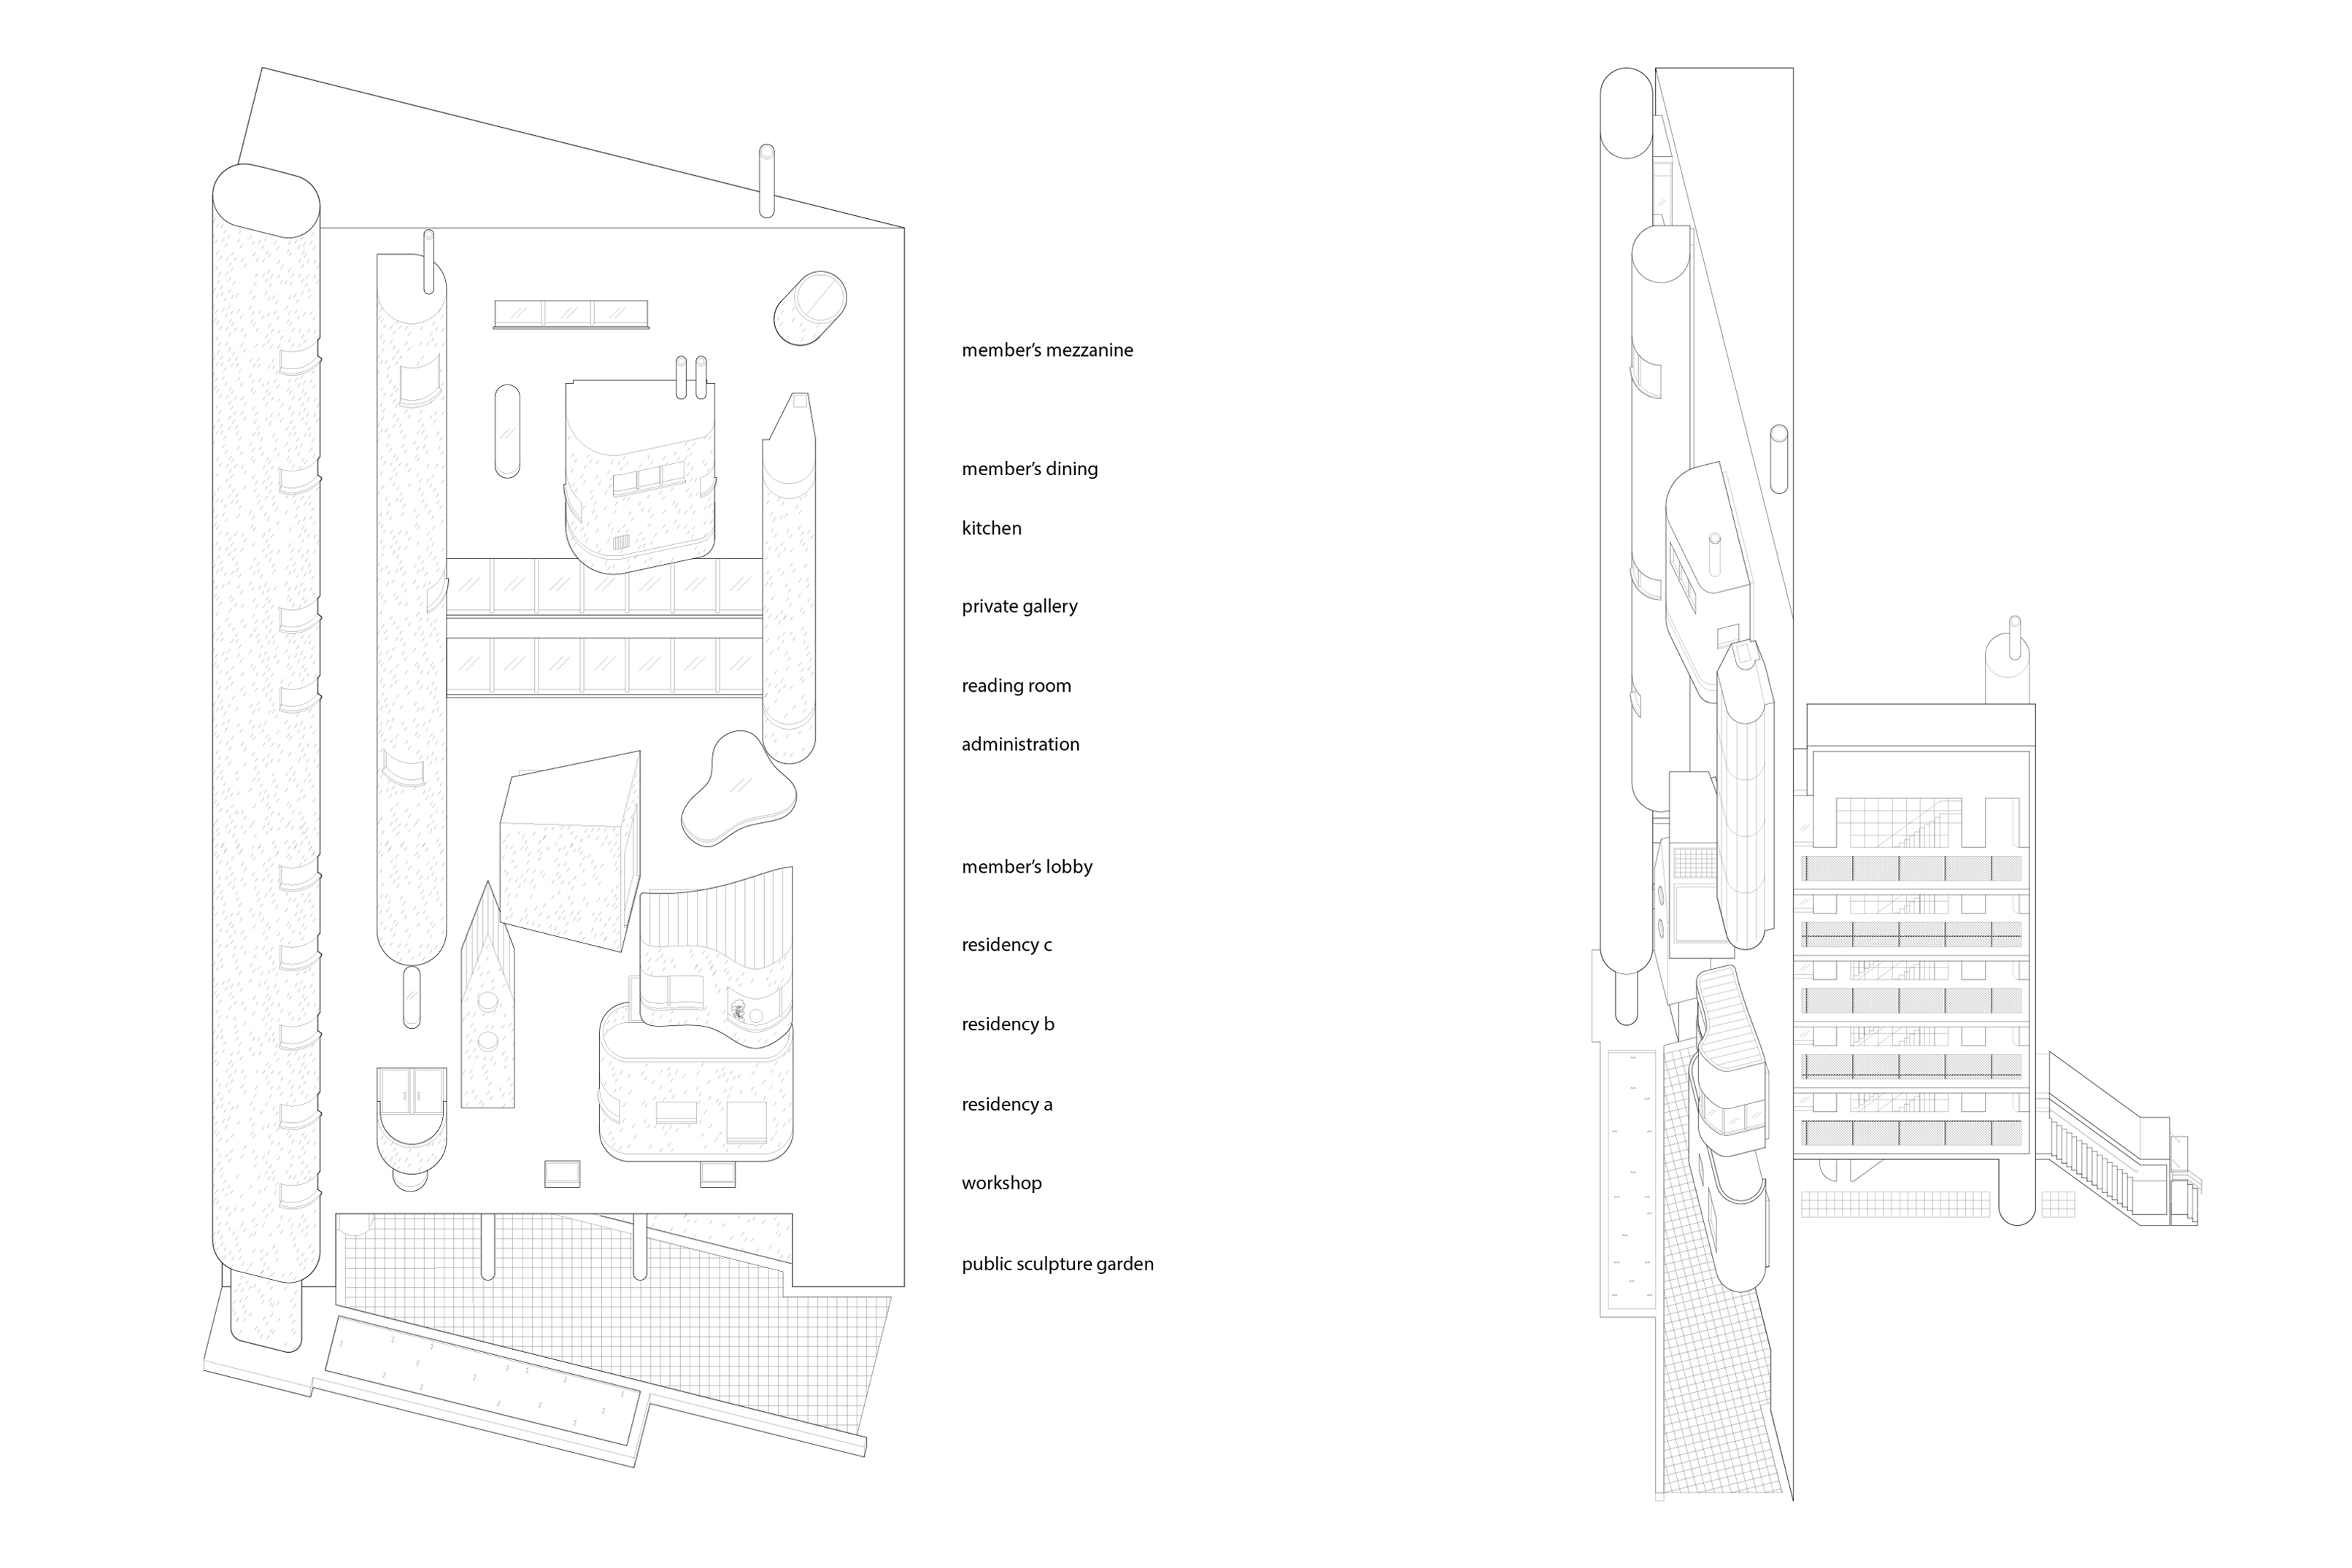 member’s mezzanine
member’s dining
kitchen
private gallery
reading room
administration
member’s lobby
residency c
residency b
residency a
workshop
public sculpture garden